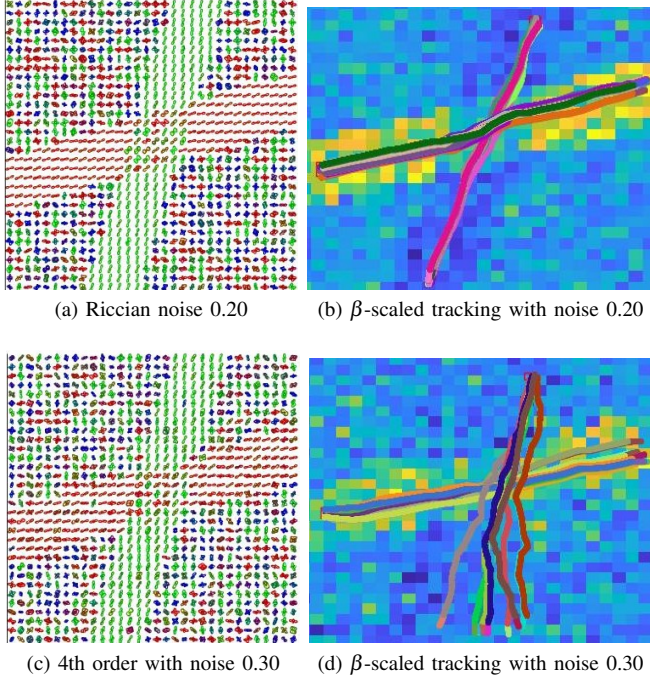 (a) Riccian noise 0.20
(b) β-scaled tracking with noise 0.20
(c) 4th order with noise 0.30
(d) β-scaled tracking with noise 0.30